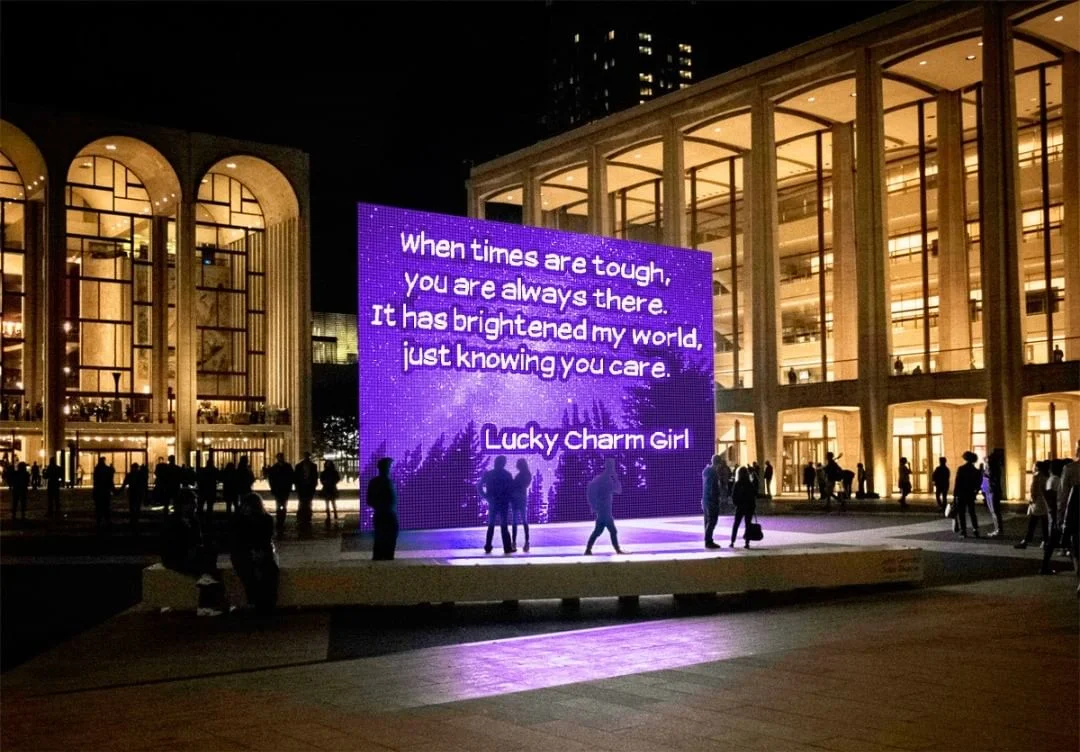 When times are tough,
you are always there.
It has brightened my world,
just knowing you care.
Lucky Charm Girl